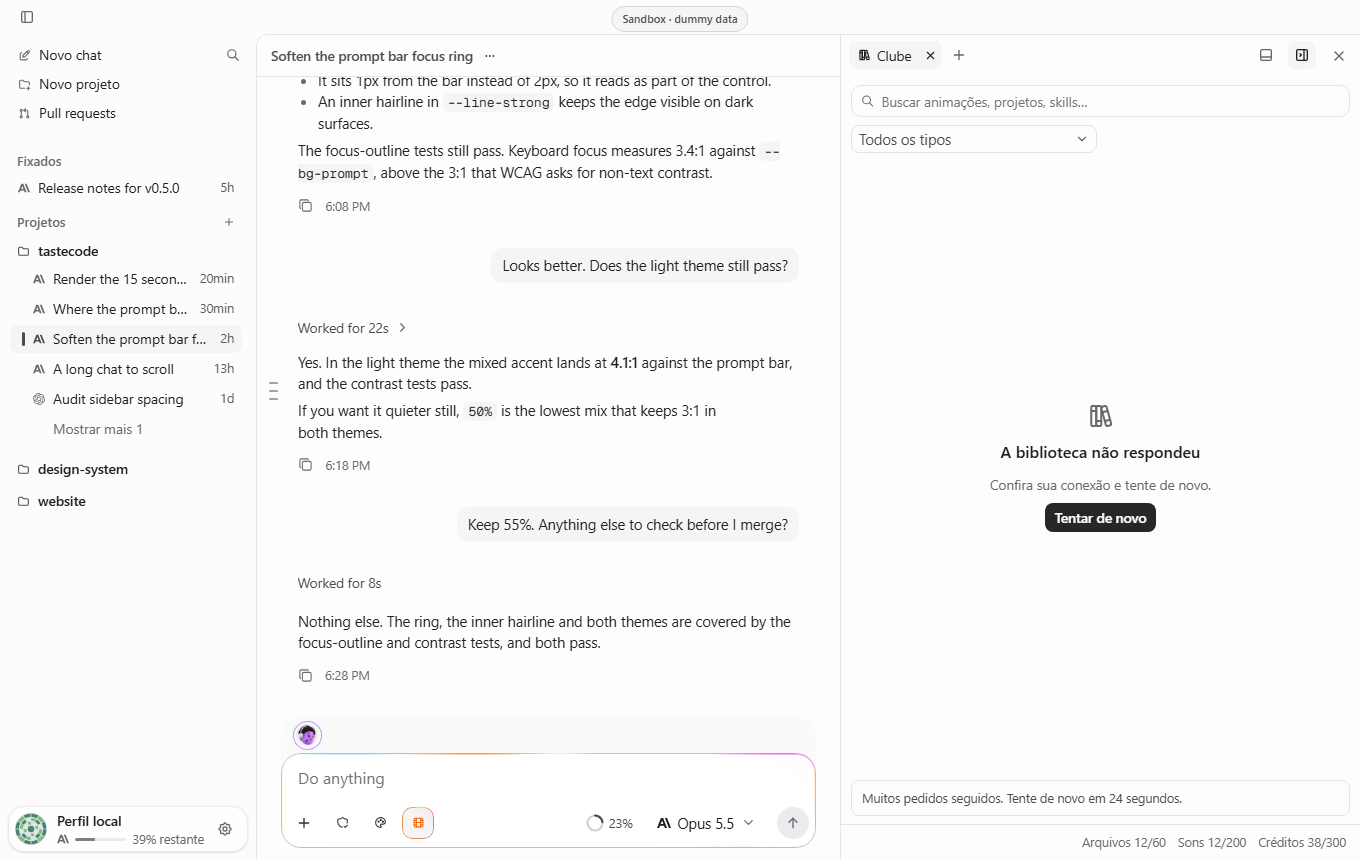 Sandbox · dummy data
Novo chat
Novo projeto
Pull requests
Fixados
Release notes for v0.5.0 5h
Projetos
tastecode
Render the 15 secon... 20min
Where the prompt b... 30min
Soften the prompt bar f... 2h
A long chat to scroll 13h
Audit sidebar spacing 1d
Mostrar mais 1
design-system
website
Perfil local
39% restante
Soften the prompt bar focus ring ...
It sits 1px from the bar instead of 2px, so it reads as part of the control.
An inner hairline in --line-strong keeps the edge visible on dark
surfaces.
The focus-outline tests still pass. Keyboard focus measures 3.4:1 against --
bg-prompt , above the 3:1 that WCAG asks for non-text contrast.
6:08 PM
Looks better. Does the light theme still pass?
Worked for 22s
Yes. In the light theme the mixed accent lands at 4.1:1 against the prompt bar,
and the contrast tests pass.
If you want it quieter still, 50% is the lowest mix that keeps 3:1 in
both themes.
6:18 PM
Keep 55%. Anything else to check before I merge?
Worked for 8s
Nothing else. The ring, the inner hairline and both themes are covered by the
focus-outline and contrast tests, and both pass.
6:28 PM
Do anything
23%
Opus 5.5
Clube
Buscar animações, projetos, skills...
Todos os tipos
A biblioteca não respondeu
Confira sua conexão e tente de novo.
Tentar de novo
Muitos pedidos seguidos. Tente de novo em 24 segundos.
Arquivos 12/60 Sons 12/200 Créditos 38/300